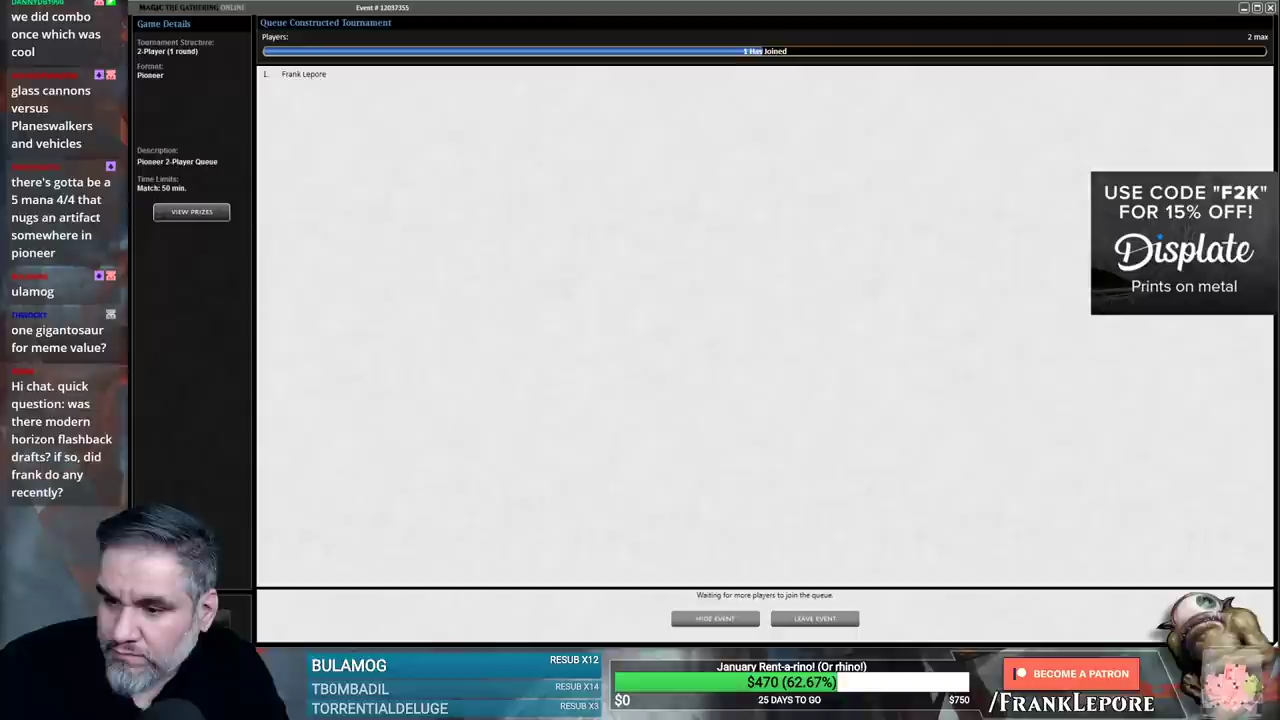 we did combo
once which was
cool
glass cannons
versus
Planeswalkers
and vehicles
there's gotta be a
5 mana 4/4 that
nugs an artifact
somewhere in
pioneer
ulamog
one gigantosaur
for meme value?
Hi chat. quick
question: was
there modern
horizon flashback
drafts? if so, did
frank do any
recently?
MAGIC THE GATHERING ONLINE
Event # 12037355
Game Details
Tournament Structure:
2-Player (1 round)
Format:
Pioneer
Description:
Pioneer 2-Player Queue
Time Limits:
Match: 50 min.
VIEW PRIZES
Queue Constructed Tournament
Players:
2 max
1 Has Joined
1. Frank Lepore
USE CODE "F2K"
FOR 15% OFF!
Displate
Prints on metal
Waiting for more players to join the queue.
HIDE EVENT
LEAVE EVENT
BULAMOG RESUB X12
TB0MBADIL RESUB X14
TORRENTIALDELUGE RESUB X3
January Rent-a-rino! (Or rhino!)
$470 (62.67%)
$0 25 DAYS TO GO $750
BECOME A PATRON
/FRANKLEPORE